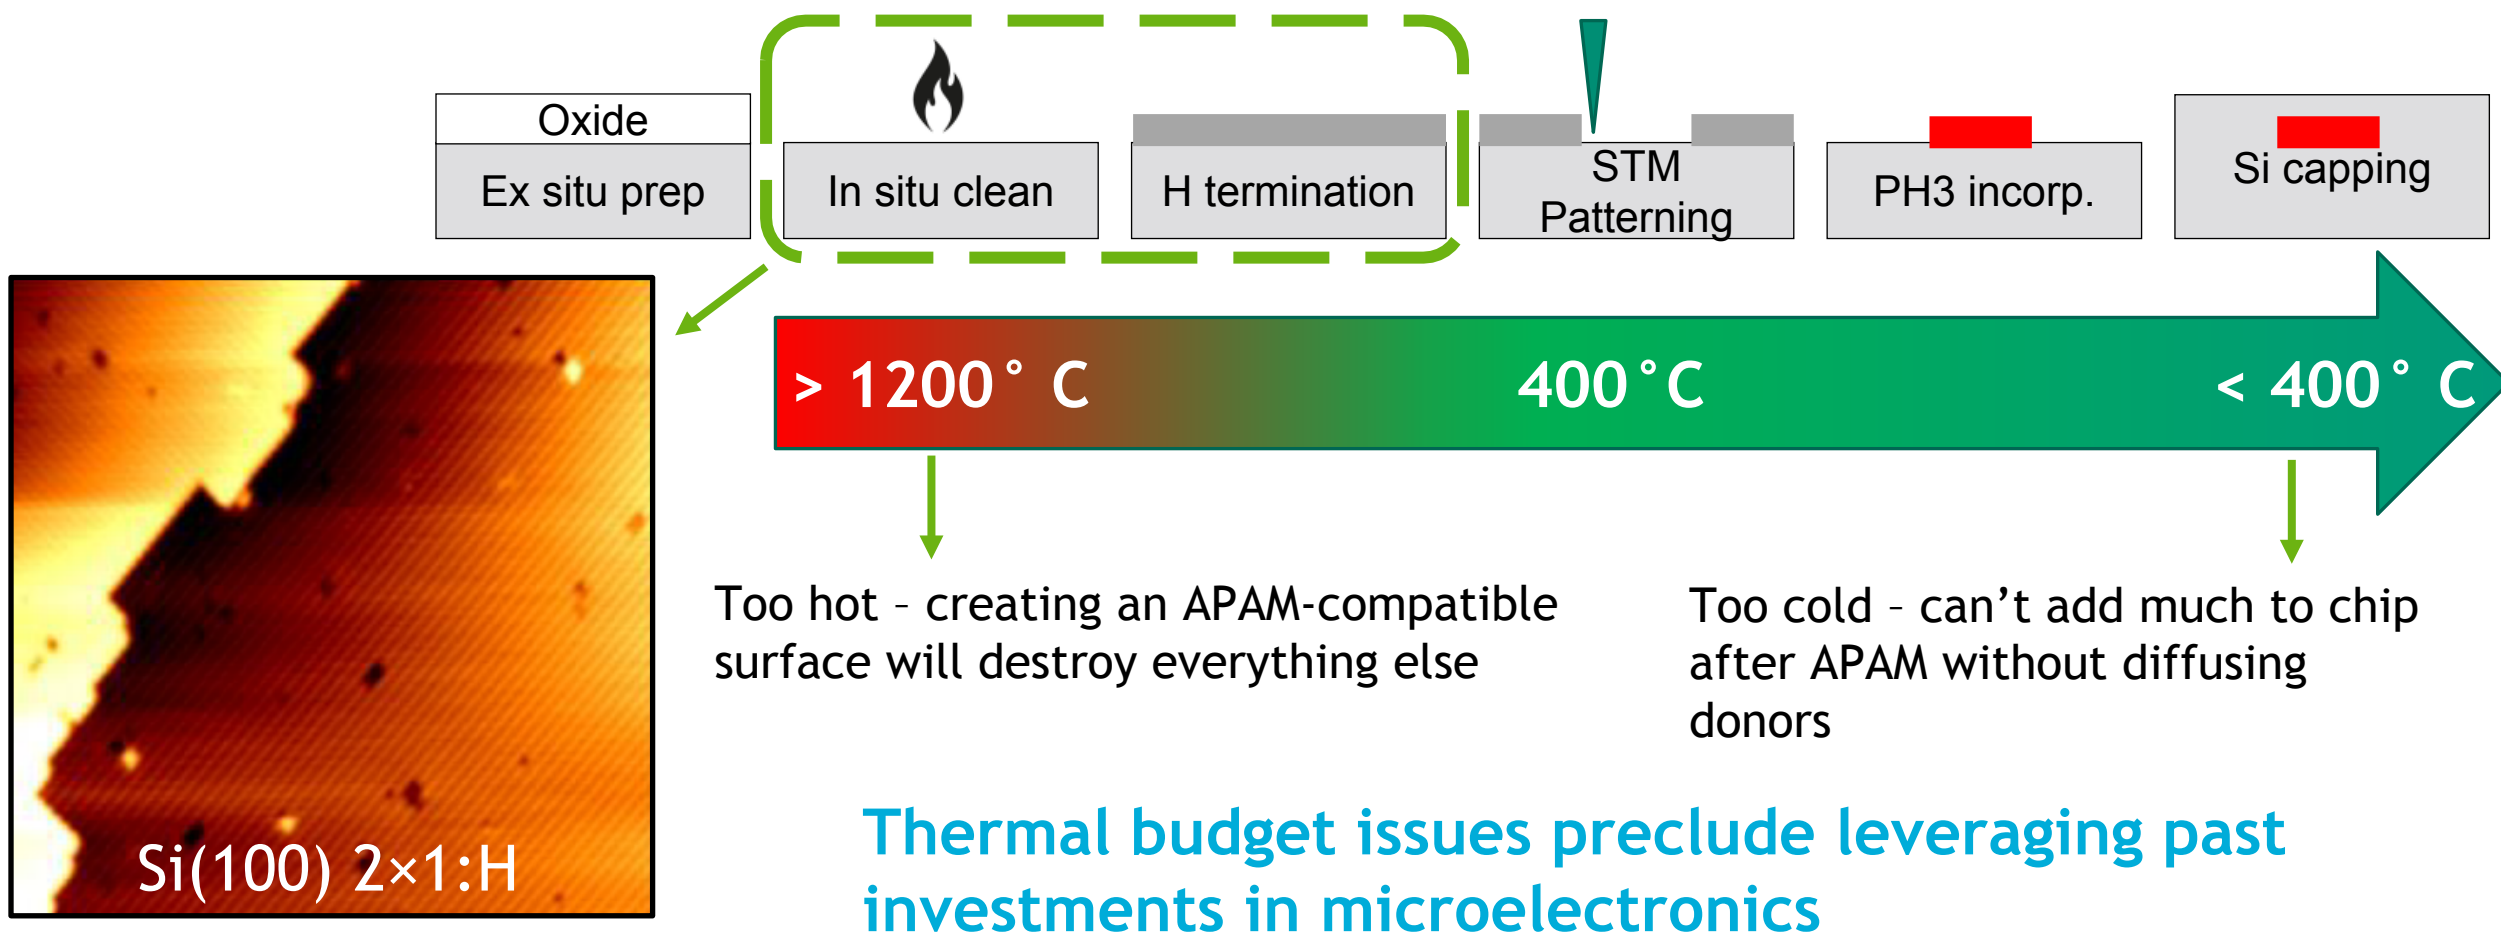 Oxide
Ex situ prep
In situ clean
H termination
STM
Patterning
PH3 incorp.
Si capping
> 1200° C
400°C
< 400° C
Too hot – creating an APAM-compatible
surface will destroy everything else
Too cold – can’t add much to chip
after APAM without diffusing
donors
Si(100) 2×1:H
Thermal budget issues preclude leveraging past
investments in microelectronics